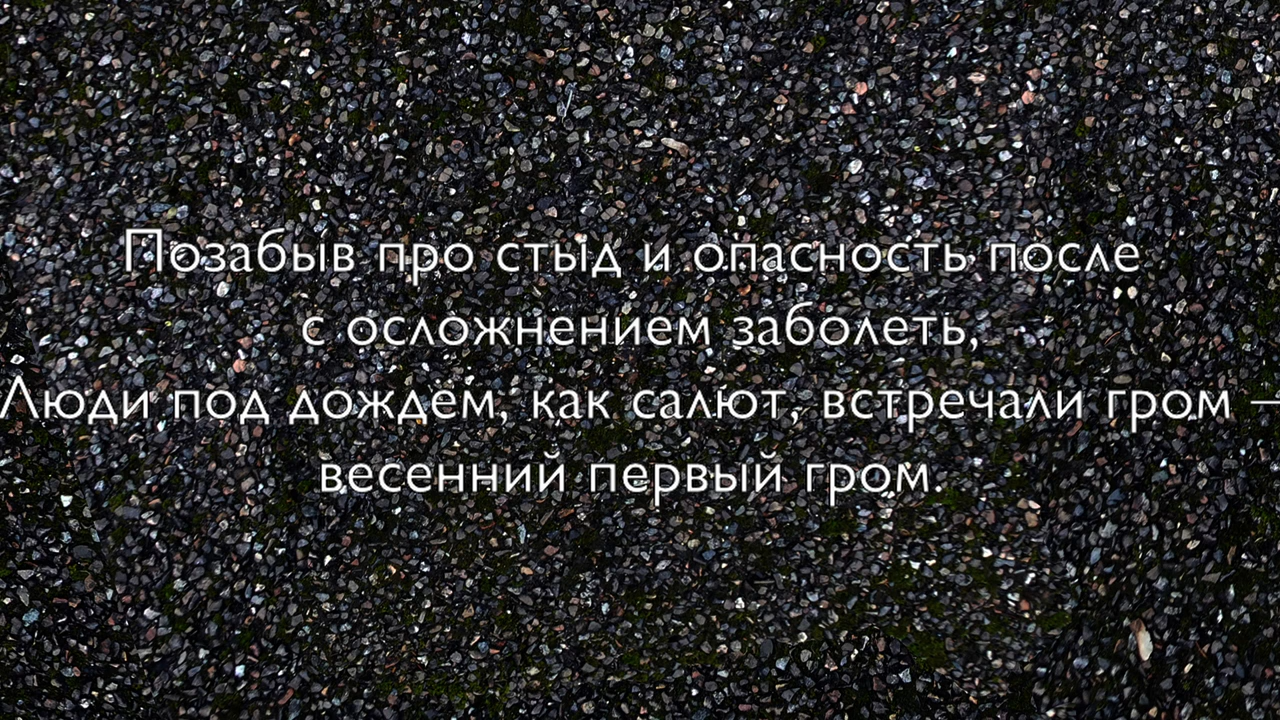 Позабыв про стыд и опасность после
с осложнением заболеть,
Люди под дождём, как салют, встречали гром –
весенний первый гром.